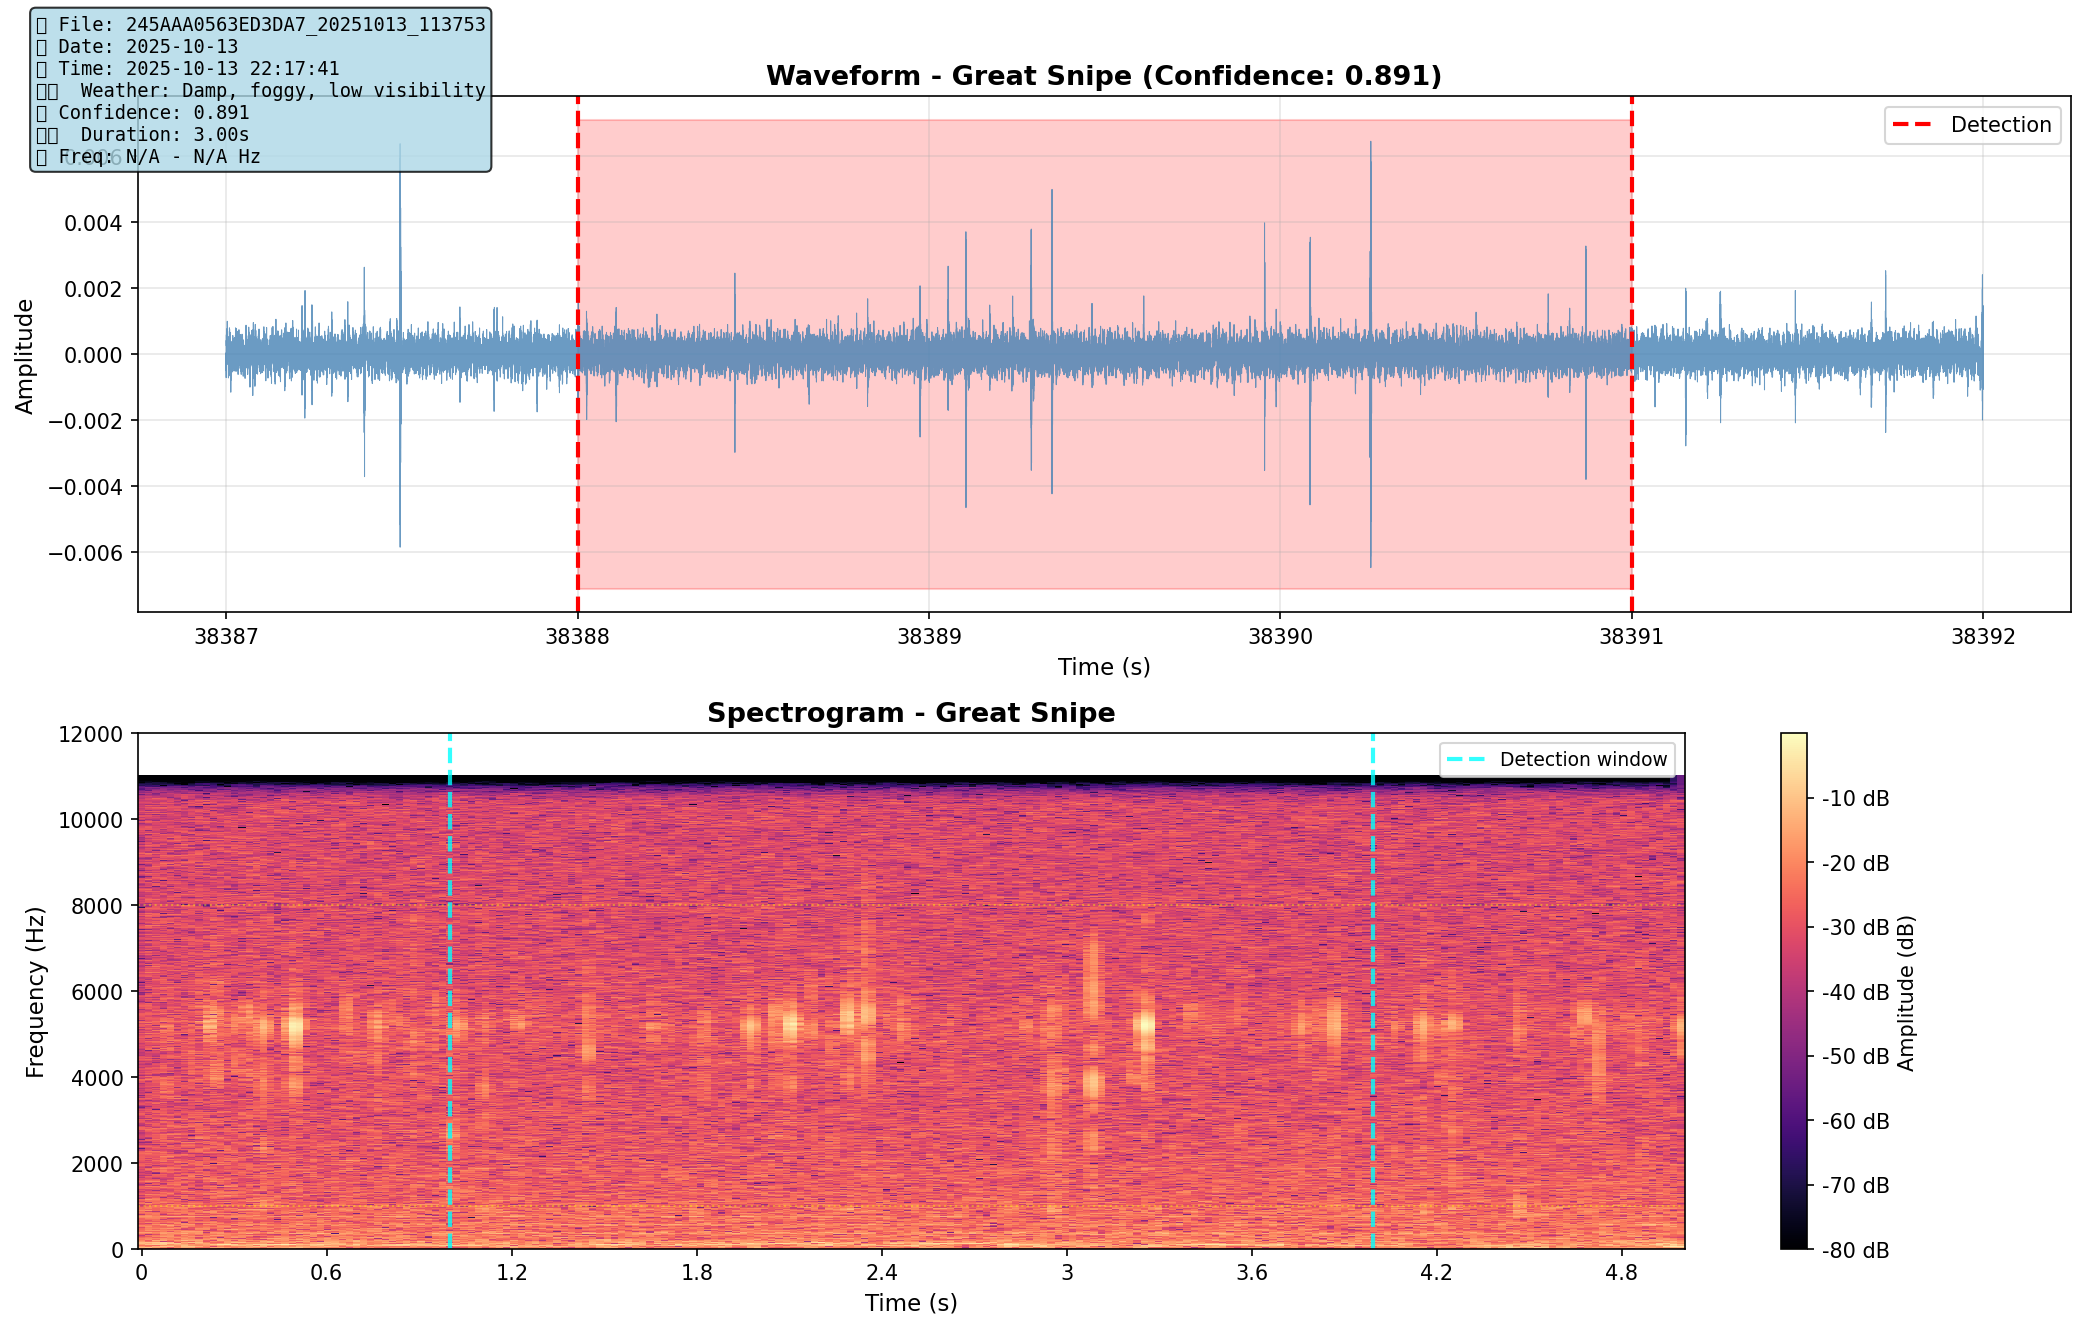 File: 245AAA0563ED3DA7_20251013_113753
Date: 2025-10-13
Time: 2025-10-13 22:17:41
Weather: Damp, foggy, low visibility
Confidence: 0.891
Duration: 3.00s
Freq: N/A - N/A Hz
Waveform - Great Snipe (Confidence: 0.891)
Detection
Amplitude
0.006
0.004
0.002
0.000
−0.002
−0.004
−0.006
38387
38388
38389
38390
38391
38392
Time (s)
Spectrogram - Great Snipe
Detection window
Frequency (Hz)
12000
10000
8000
6000
4000
2000
0
0
0.6
1.2
1.8
2.4
3
3.6
4.2
4.8
Time (s)
-10 dB
-20 dB
-30 dB
-40 dB
-50 dB
-60 dB
-70 dB
-80 dB
Amplitude (dB)